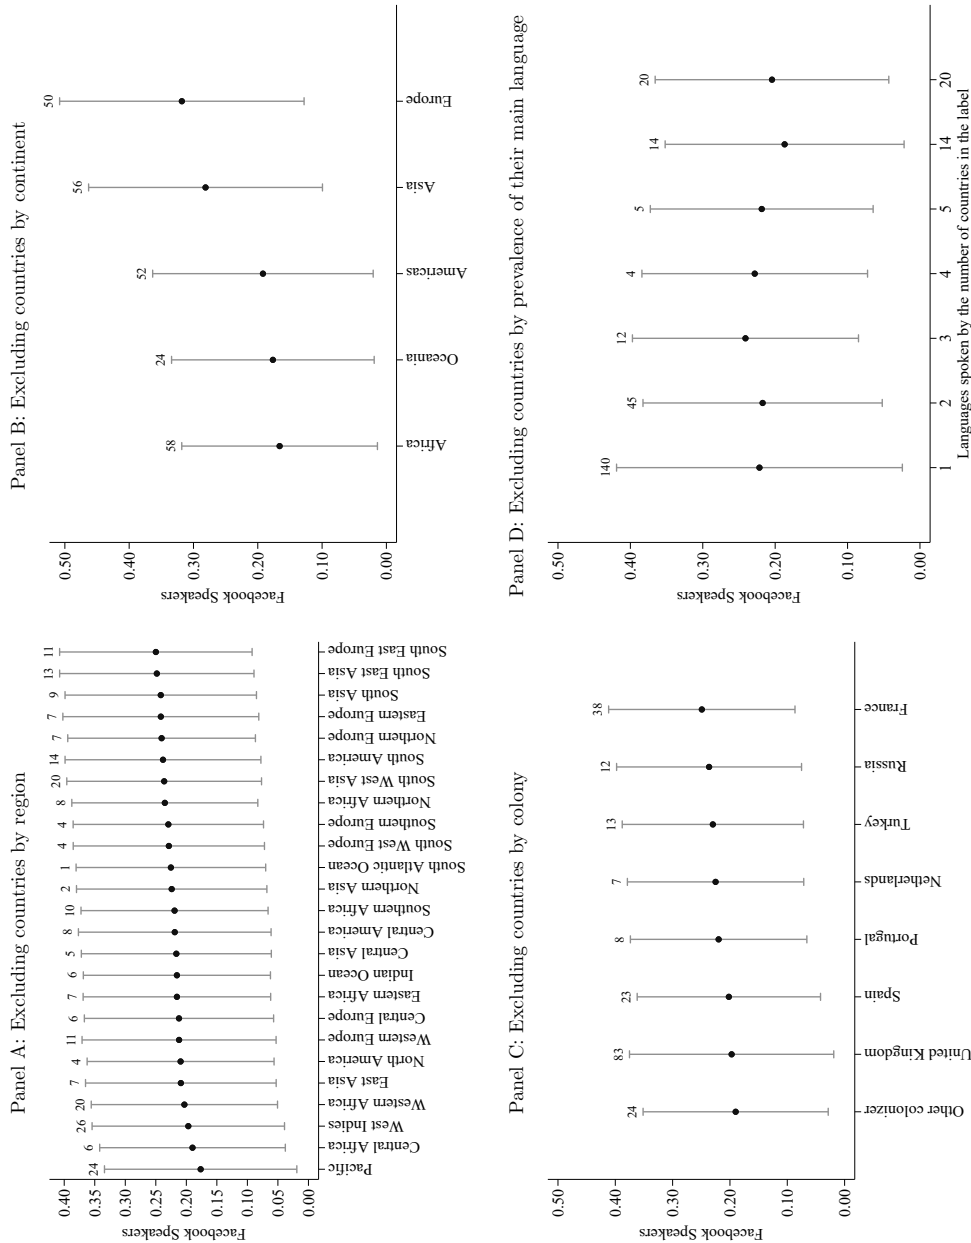 Panel A: Excluding countries by region
Facebook Speakers
0.40
0.35
0.30
0.25
0.20
0.15
0.10
0.05
0.00
24 6 26 20 7 4 11 6 7 6 5 8 10 2 1 4 4 8 20 14 7 7 9 13 11
Pacific
Central Africa
West Indies
Western Africa
East Asia
North America
Western Europe
Central Europe
Eastern Africa
Indian Ocean
Central Asia
Central America
Southern Africa
Northern Asia
South Atlantic Ocean
South West Europe
Southern Europe
Northern Africa
South West Asia
South America
Northern Europe
Eastern Europe
South Asia
South East Asia
South East Europe
Panel B: Excluding countries by continent
Facebook Speakers
0.50
0.40
0.30
0.20
0.10
0.00
58 24 52 56 50
Africa
Oceania
Americas
Asia
Europe
Panel C: Excluding countries by colony
Facebook Speakers
0.50
0.40
0.30
0.20
0.10
0.00
24 83 23 8 7 13 12 38
Other colonizer
United Kingdom
Spain
Portugal
Netherlands
Turkey
Russia
France
Panel D: Excluding countries by prevalence of their main language
Facebook Speakers
0.50
0.40
0.30
0.20
0.10
0.00
140 45 12 4 5 14 20
1 2 3 4 5 14 20
Languages spoken by the number of countries in the label